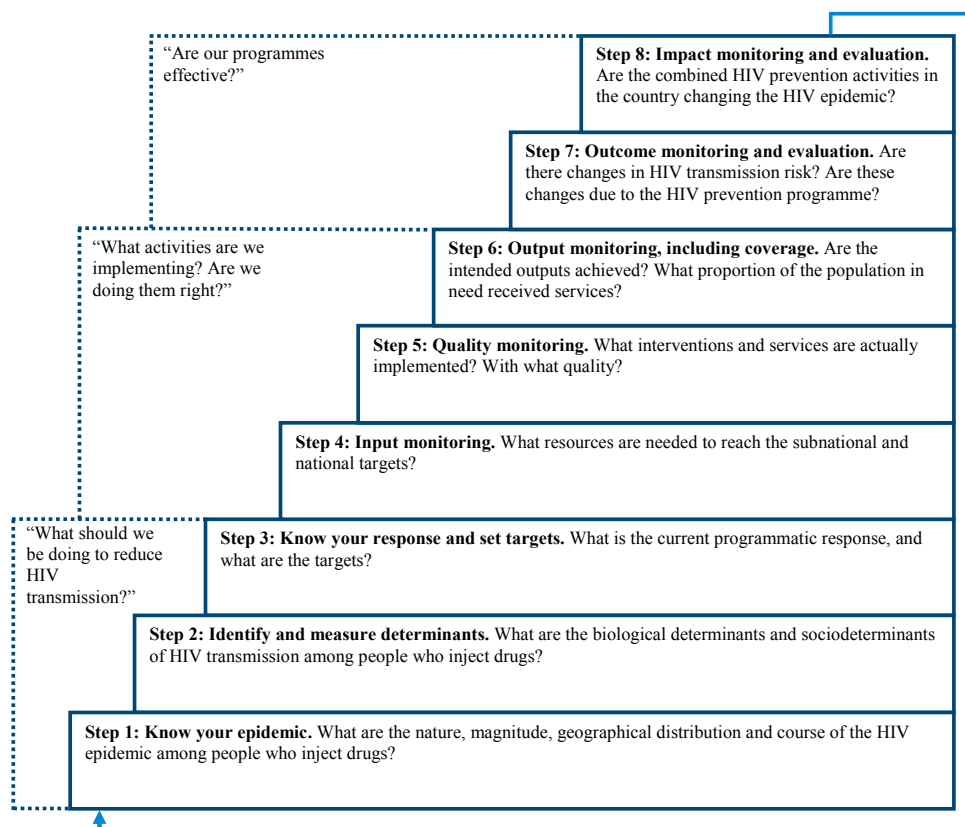 “Are our programmes
effective?”
Step 8: Impact monitoring and evaluation.
Are the combined HIV prevention activities in
the country changing the HIV epidemic?
Step 7: Outcome monitoring and evaluation. Are
there changes in HIV transmission risk? Are these
changes due to the HIV prevention programme?
“What activities are we
implementing? Are we
doing them right?”
Step 6: Output monitoring, including coverage. Are the
intended outputs achieved? What proportion of the population in
need received services?
Step 5: Quality monitoring. What interventions and services are actually
implemented? With what quality?
Step 4: Input monitoring. What resources are needed to reach the subnational and
national targets?
“What should we
be doing to reduce
HIV
transmission?”
Step 3: Know your response and set targets. What is the current programmatic response, and
what are the targets?
Step 2: Identify and measure determinants. What are the biological determinants and sociodeterminants
of HIV transmission among people who inject drugs?
Step 1: Know your epidemic. What are the nature, magnitude, geographical distribution and course of the HIV
epidemic among people who inject drugs?